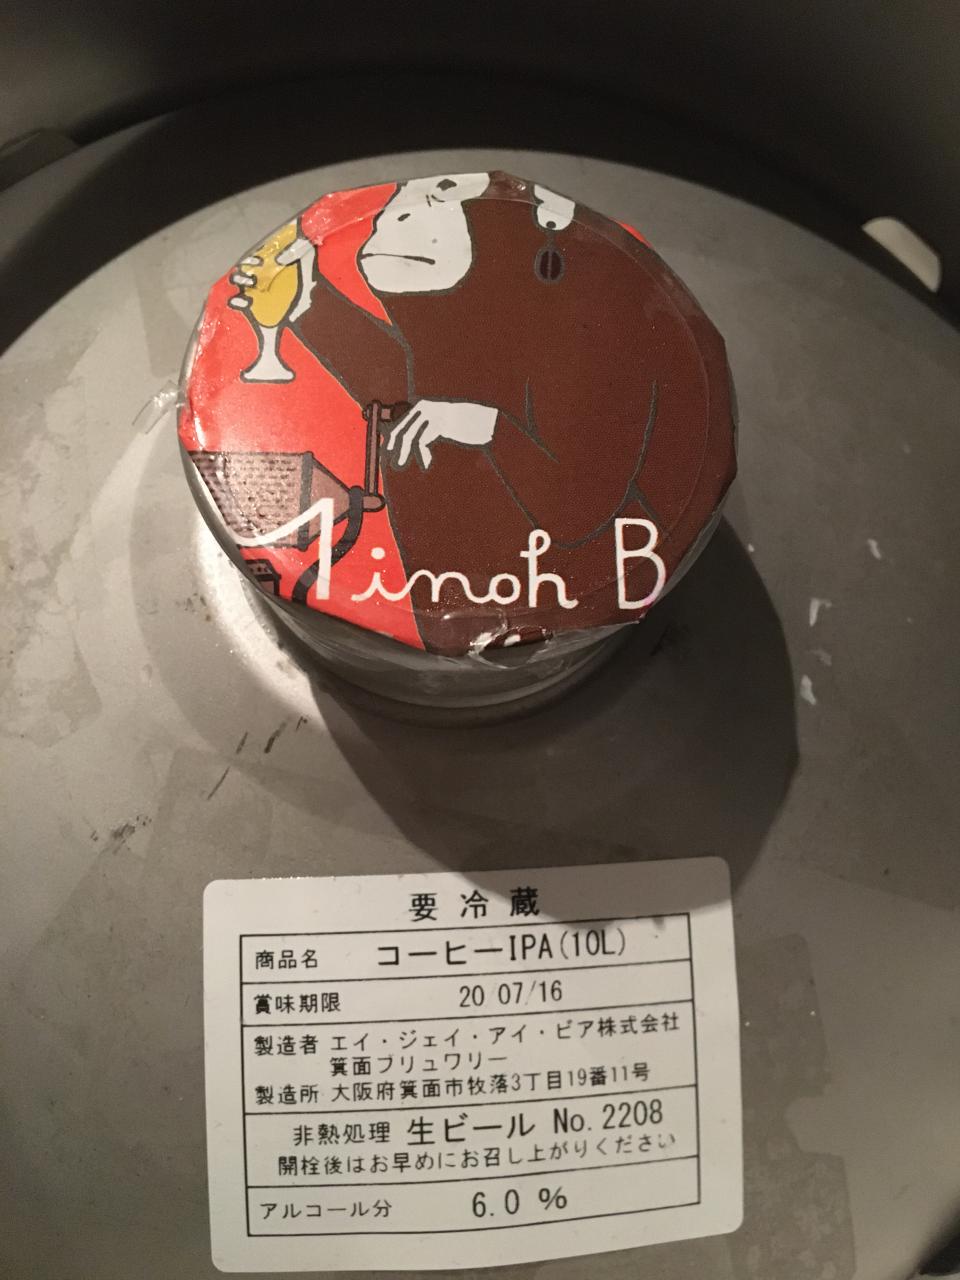 Minoh B
要冷蔵
商品名 コーヒーIPA(10L)
賞味期限 20/07/16
製造者 エイ・ジェイ・アイ・ビア株式会社
箕面ブリュワリー
製造所 大阪府箕面市牧落3丁目19番11号
非熱処理 生ビール No. 2208
開栓後はお早めにお召し上がりください
アルコール分 6.0 %